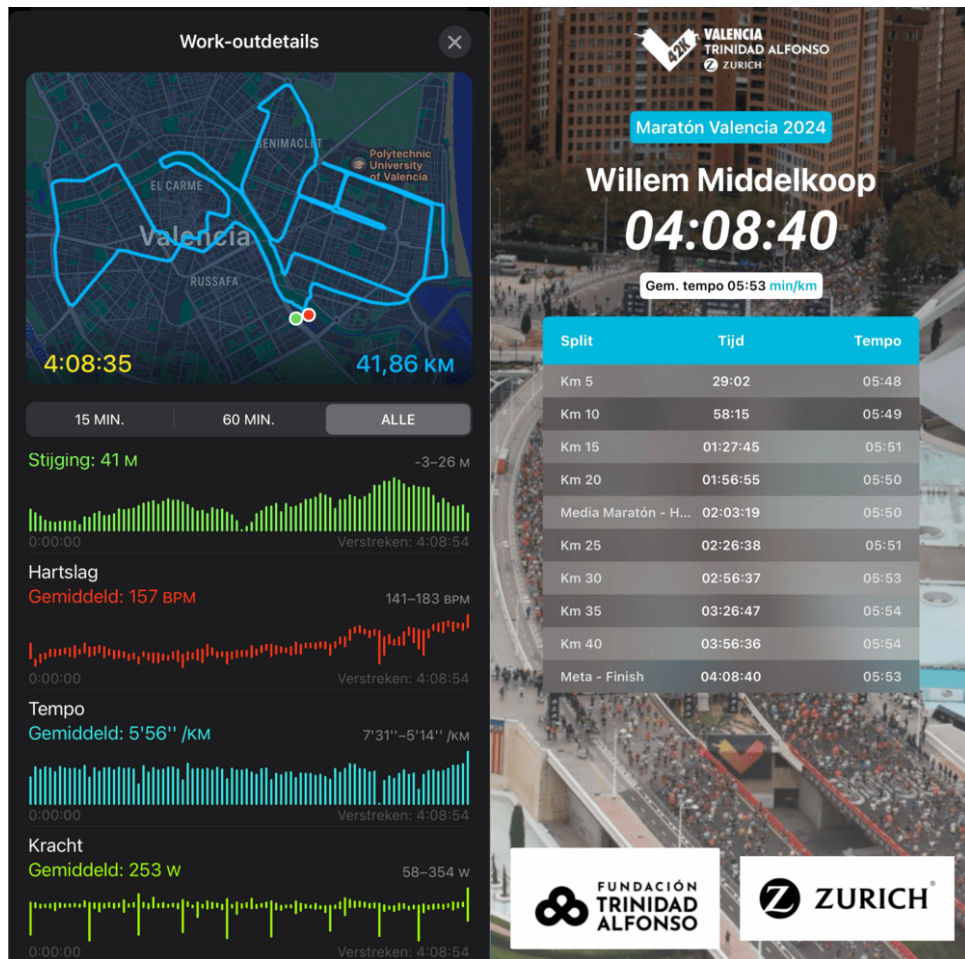 Work-outdetails
BENIMACLET
Polytechnic
University
of Valencia
EL CARME
Valencia
RUSSAFA
4:08:35
41,86 KM
15 MIN.
60 MIN.
ALLE
Stijging: 41 M
-3–26 M
0:00:00
Verstreken: 4:08:54
Hartslag
Gemiddeld: 157 BPM
141–183 BPM
0:00:00
Verstreken: 4:08:54
Tempo
Gemiddeld: 5'56'' /KM
7'31''–5'14'' /KM
0:00:00
Verstreken: 4:08:54
Kracht
Gemiddeld: 253 W
58–354 W
0:00:00
Verstreken: 4:08:54
42K
VALENCIA
TRINIDAD ALFONSO
ZURICH
Maratón Valencia 2024
Willem Middelkoop
04:08:40
Gem. tempo 05:53 min/km
Split Tijd Tempo
Km 5 29:02 05:48
Km 10 58:15 05:49
Km 15 01:27:45 05:51
Km 20 01:56:55 05:50
Media Maratón - H... 02:03:19 05:50
Km 25 02:26:38 05:51
Km 30 02:56:37 05:53
Km 35 03:26:47 05:54
Km 40 03:56:36 05:54
Meta - Finish 04:08:40 05:53
FUNDACIÓN
TRINIDAD
ALFONSO
ZURICH®